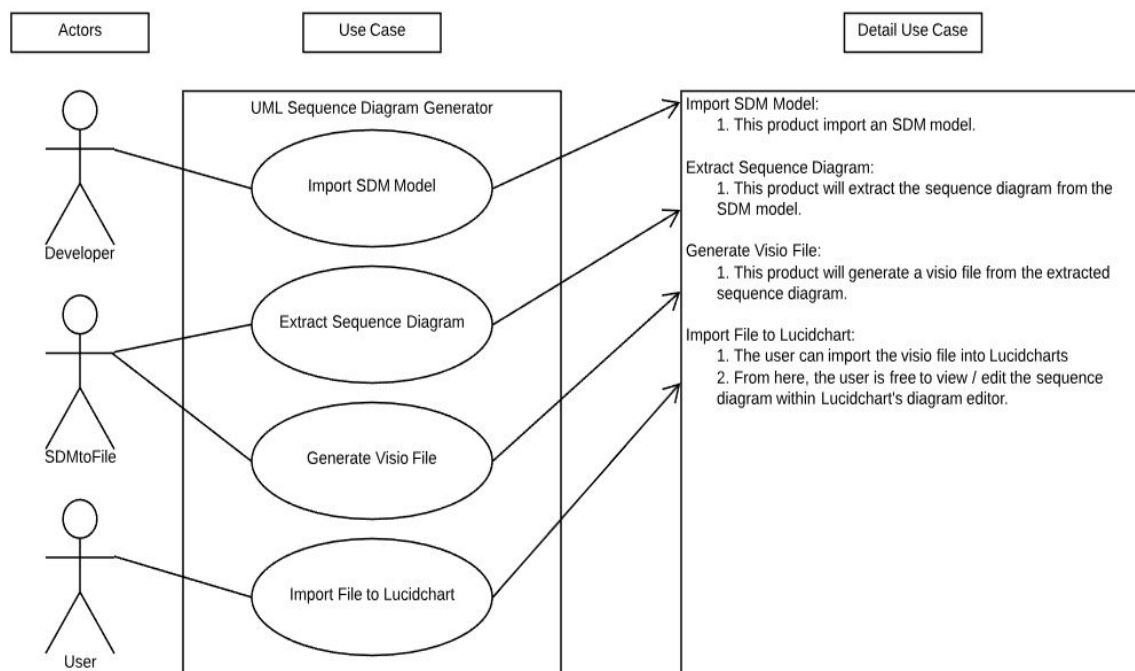 Actors
Use Case
Detail Use Case
UML Sequence Diagram Generator
Import SDM Model
Developer
Extract Sequence Diagram
SDMtoFile
Generate Visio File
Import File to Lucidchart
User
Import SDM Model:
1. This product import an SDM model.
Extract Sequence Diagram:
1. This product will extract the sequence diagram from the
SDM model.
Generate Visio File:
1. This product will generate a visio file from the extracted
sequence diagram.
Import File to Lucidchart:
1. The user can import the visio file into Lucidcharts
2. From here, the user is free to view / edit the sequence
diagram within Lucidchart's diagram editor.